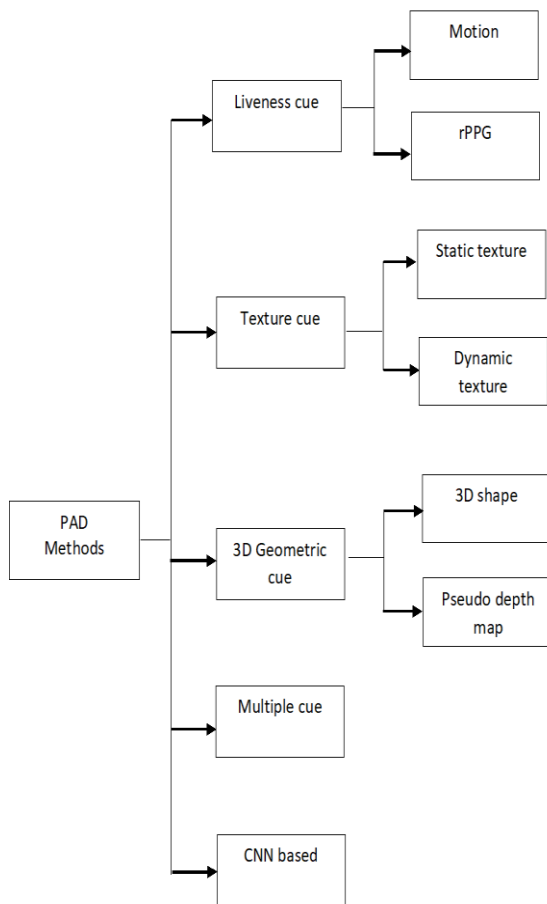 Motion
Liveness cue
rPPG
Static texture
Texture cue
Dynamic
texture
3D shape
PAD
Methods
3D Geometric
cue
Pseudo depth
map
Multiple cue
CNN based